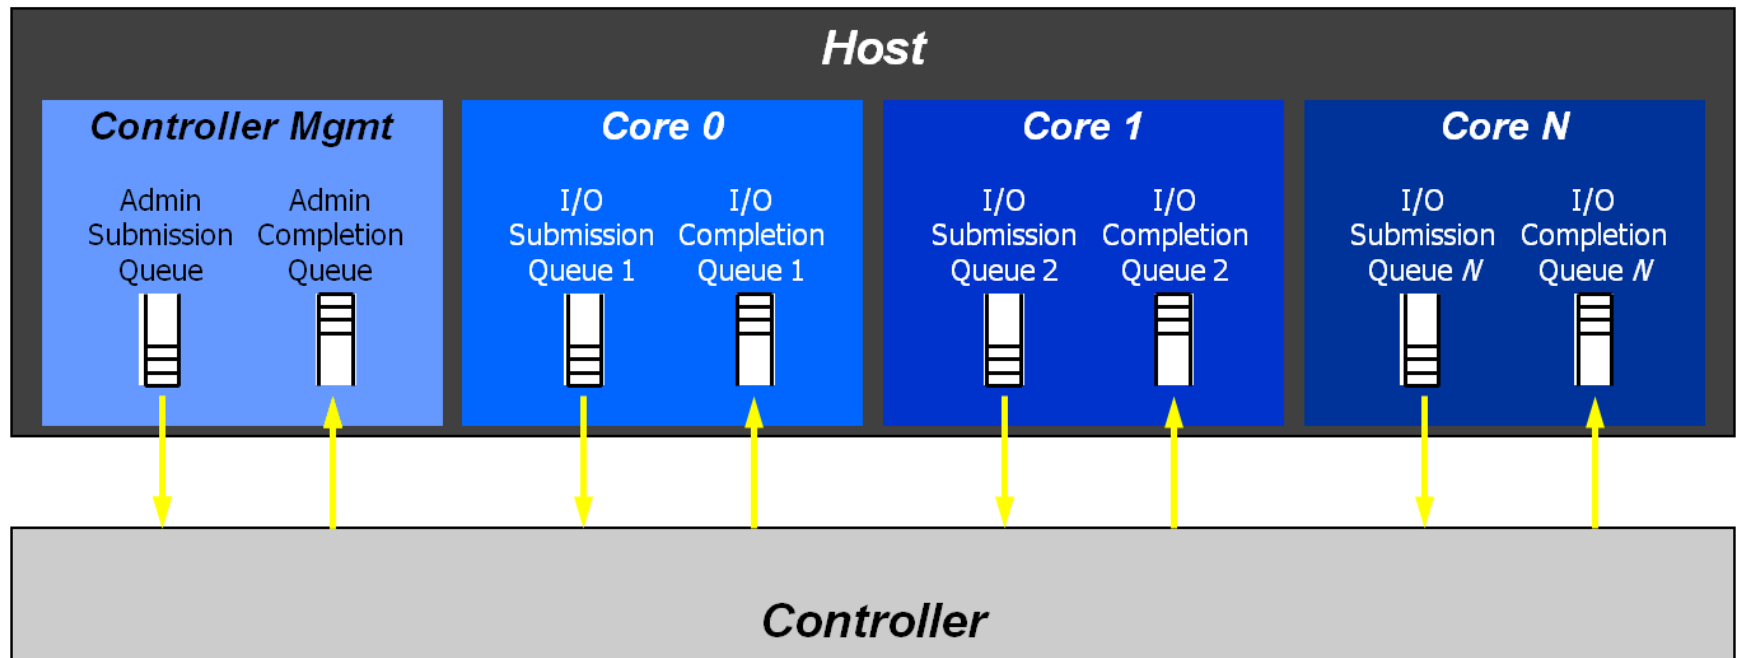 Host
Controller Mgmt
Core 0
Core 1
Core N
Admin
Submission
Queue
Admin
Completion
Queue
I/O
Submission
Queue 1
I/O
Completion
Queue 1
I/O
Submission
Queue 2
I/O
Completion
Queue 2
I/O
Submission
Queue N
I/O
Completion
Queue N
Controller